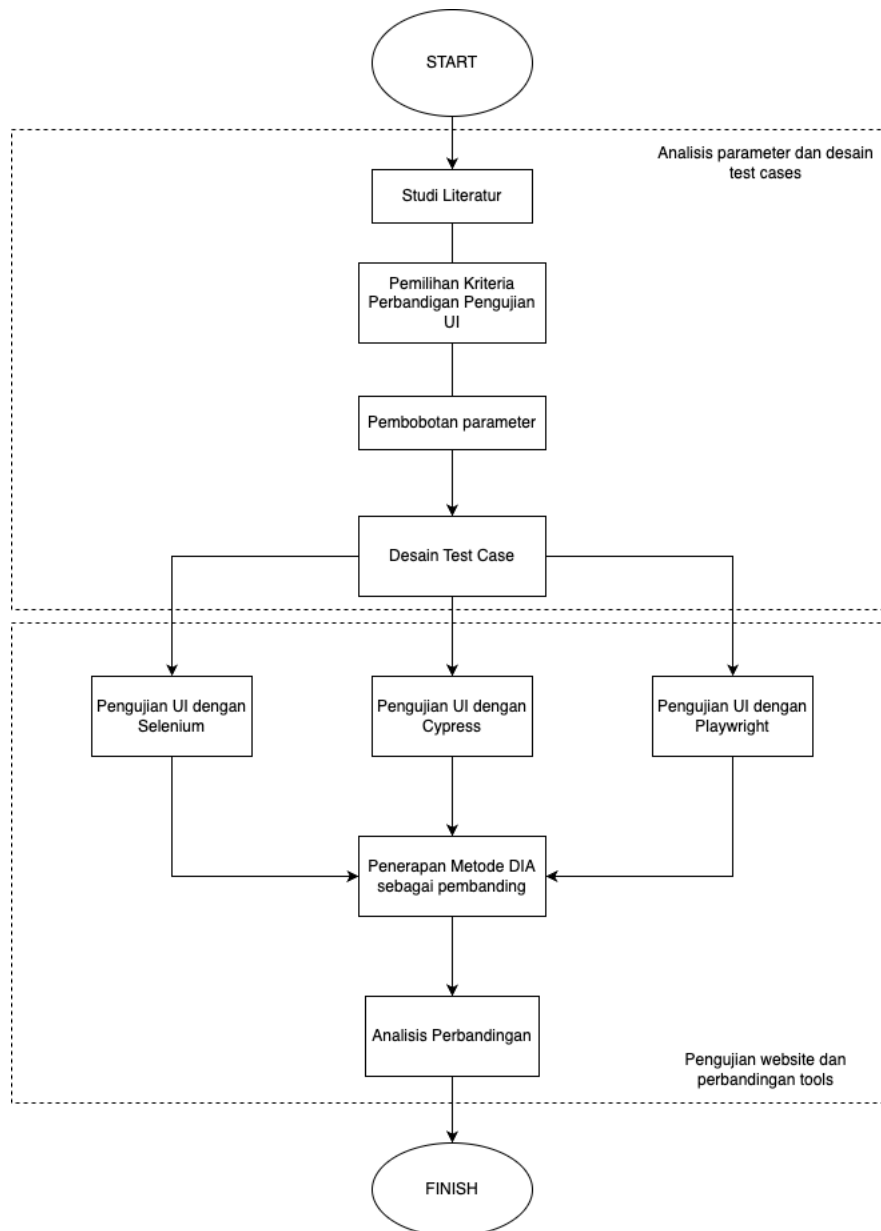 START
Analisis parameter dan desain
test cases
Studi Literatur
Pemilihan Kriteria
Perbandigan Pengujian
UI
Pembobotan parameter
Desain Test Case
Pengujian UI dengan
Selenium
Pengujian UI dengan
Cypress
Pengujian UI dengan
Playwright
Penerapan Metode DIA
sebagai pembanding
Analisis Perbandingan
Pengujian website dan
perbandingan tools
FINISH